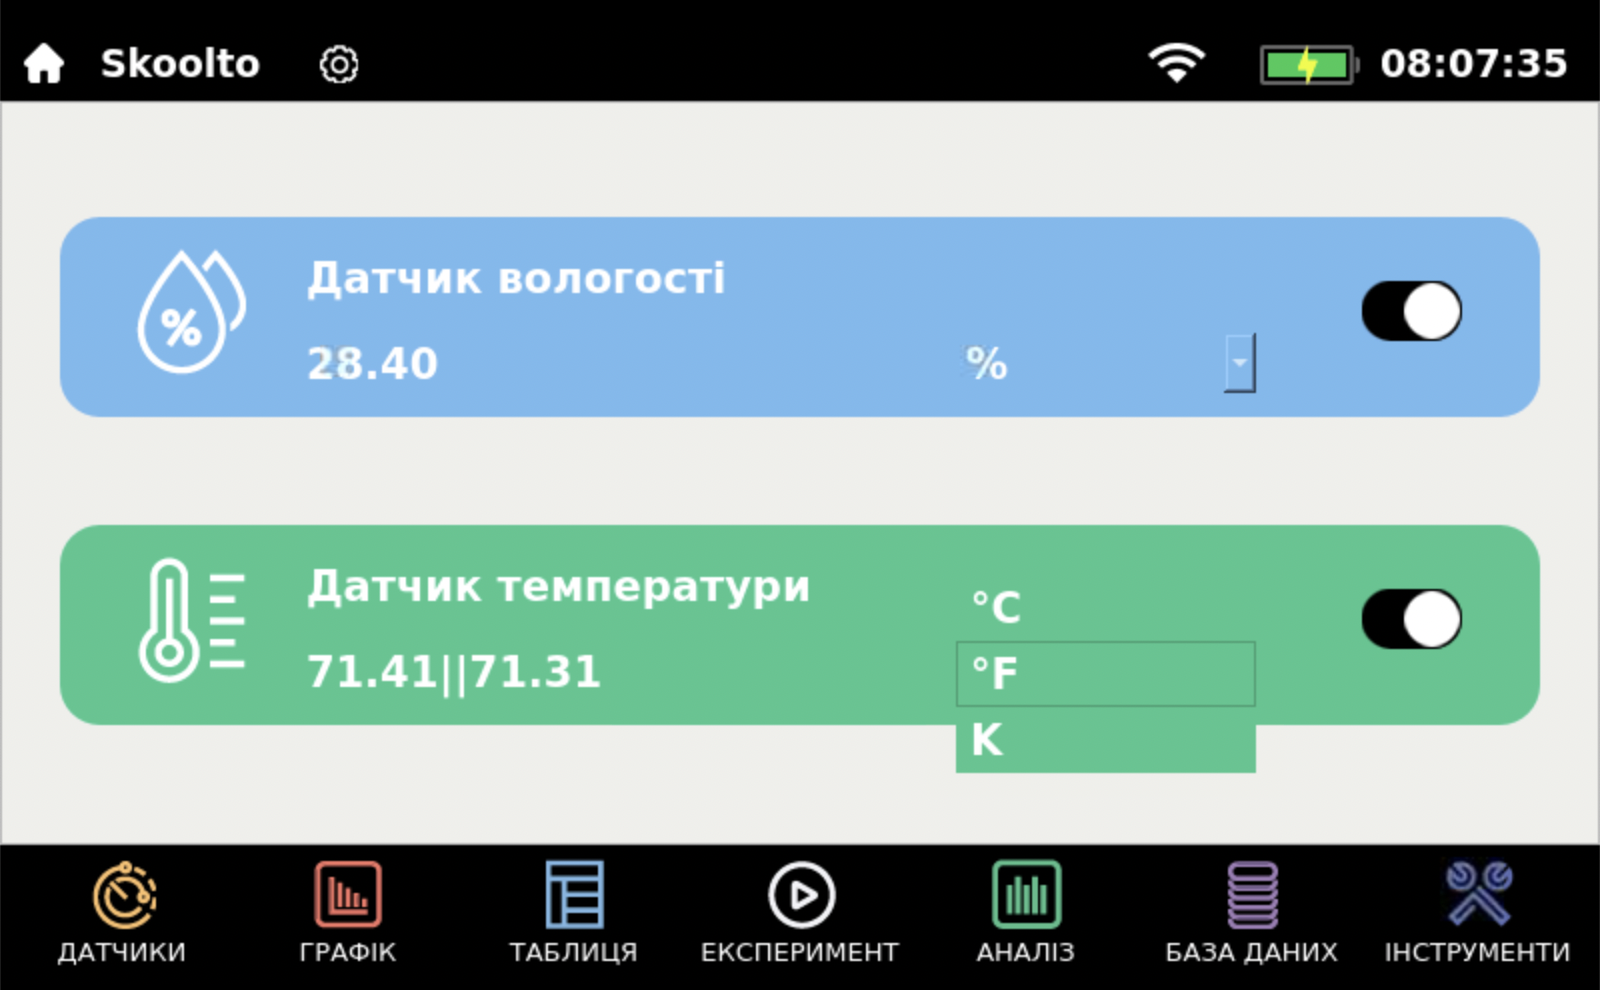 Skoolto 08:07:35
Датчик вологості
%
28.40 %
Датчик температури
°C
71.41||71.31 °F
K
ДАТЧИКИ ГРАФІК ТАБЛИЦЯ ЕКСПЕРИМЕНТ АНАЛІЗ БАЗА ДАНИХ ІНСТРУМЕНТИ